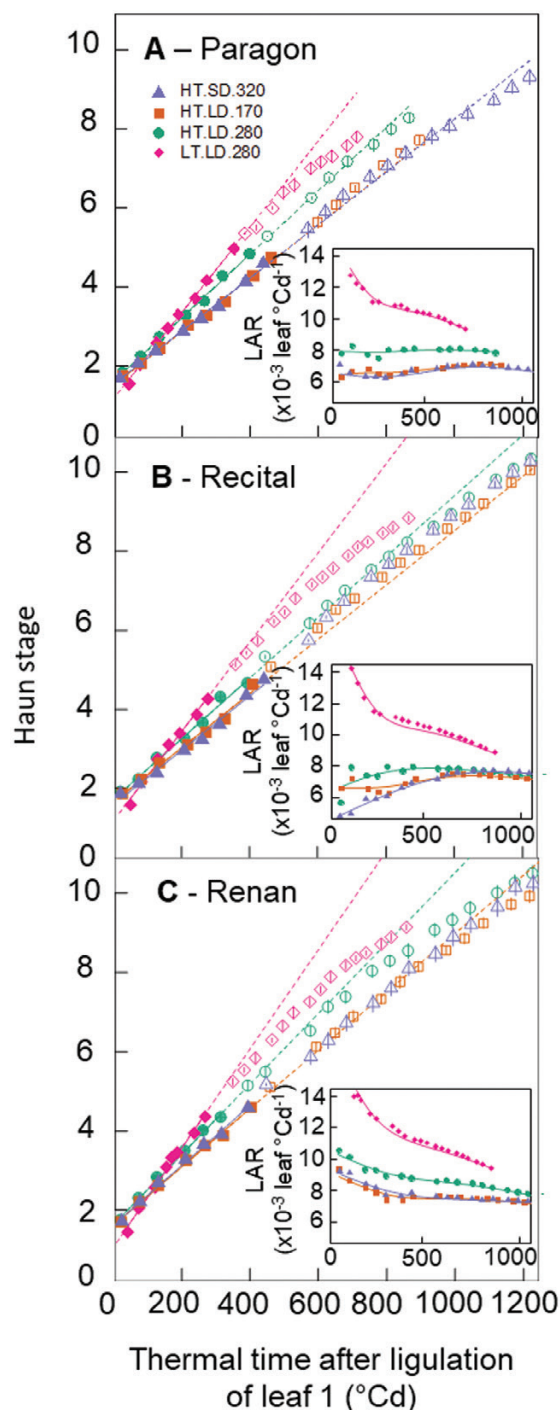 A – Paragon
HT.SD.320
HT.LD.170
HT.LD.280
LT.LD.280
10
8
6
4
2
0
LAR
(x10-3 leaf °Cd-1)
14
12
10
8
6
0 500 1000
B - Recital
10
8
6
4
2
0
LAR
(x10-3 leaf °Cd-1)
14
12
10
8
6
0 500 1000
Haun stage
C - Renan
10
8
6
4
2
0
LAR
(x10-3 leaf °Cd-1)
14
12
10
8
6
0 500 1000
0 200 400 600 800 1000 1200
Thermal time after ligulation
of leaf 1 (°Cd)